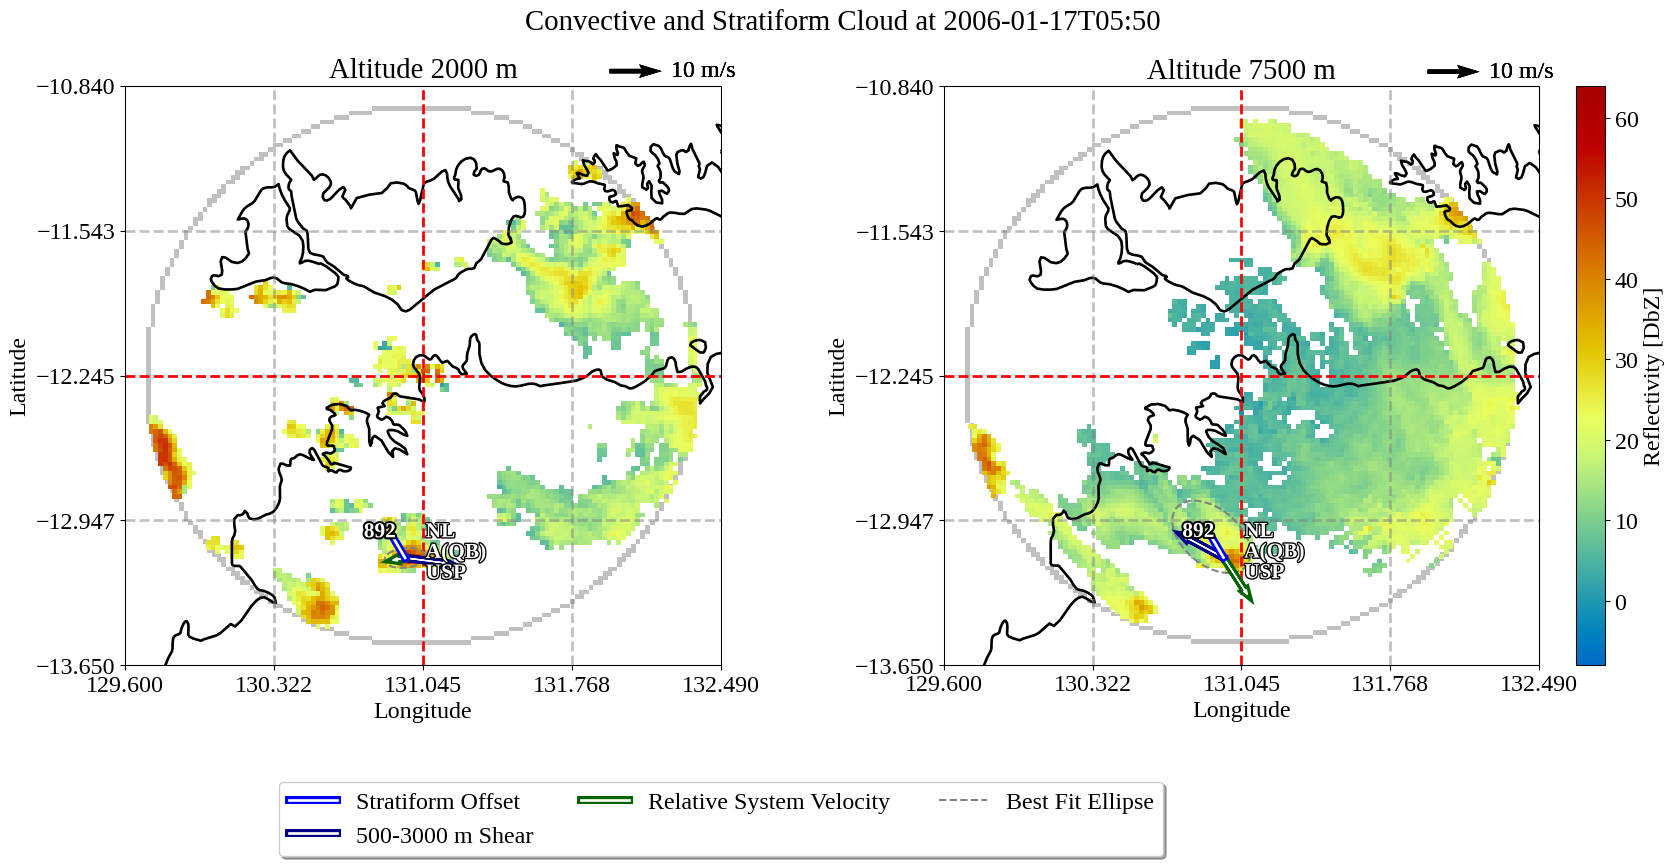 Convective and Stratiform Cloud at 2006-01-17T05:50
Altitude 2000 m
10 m/s
−10.840
−11.543
−12.245
−12.947
−13.650
129.600
130.322
131.045
131.768
132.490
Latitude
Longitude
892
NL
A(QB)
USP
Altitude 7500 m
10 m/s
−10.840
−11.543
−12.245
−12.947
−13.650
129.600
130.322
131.045
131.768
132.490
Latitude
Longitude
892
NL
A(QB)
USP
60
50
40
30
20
10
0
Reflectivity [DbZ]
Stratiform Offset
500-3000 m Shear
Relative System Velocity
Best Fit Ellipse